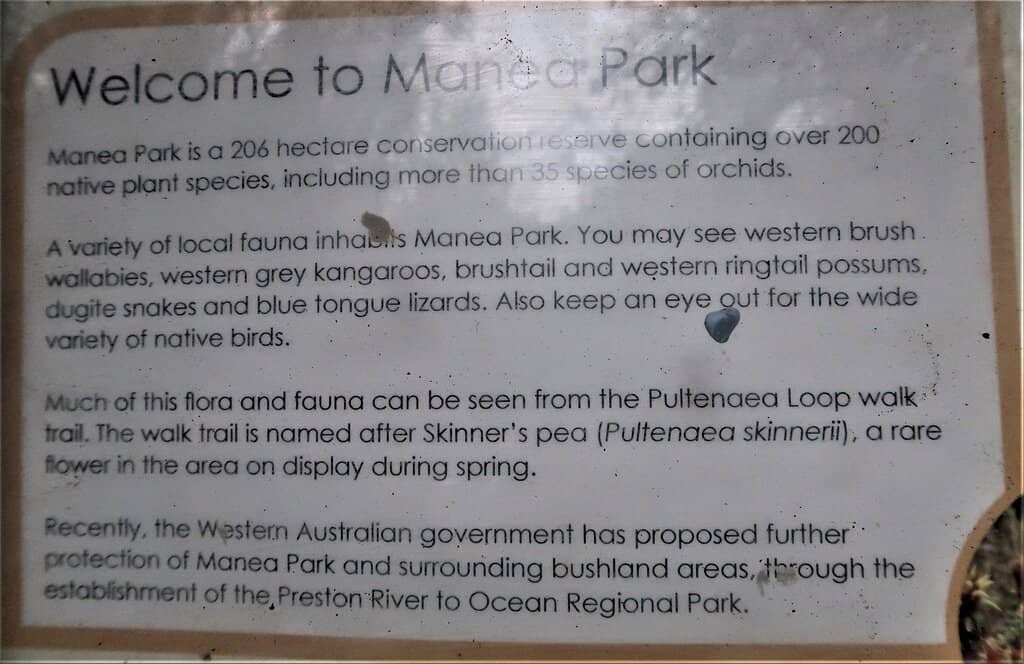 Welcome to Manea Park
Manea Park is a 206 hectare conservation reserve containing over 200
native plant species, including more than 35 species of orchids.
A variety of local fauna inhabits Manea Park. You may see western brush
wallabies, western grey kangaroos, brushtail and western ringtail possums,
dugite snakes and blue tongue lizards. Also keep an eye out for the wide
variety of native birds.
Much of this flora and fauna can be seen from the Pultenaea Loop walk
trail. The walk trail is named after Skinner's pea (Pultenaea skinnerii), a rare
flower in the area on display during spring.
Recently, the Western Australian government has proposed further
protection of Manea Park and surrounding bushland areas, through the
establishment of the Preston River to Ocean Regional Park.